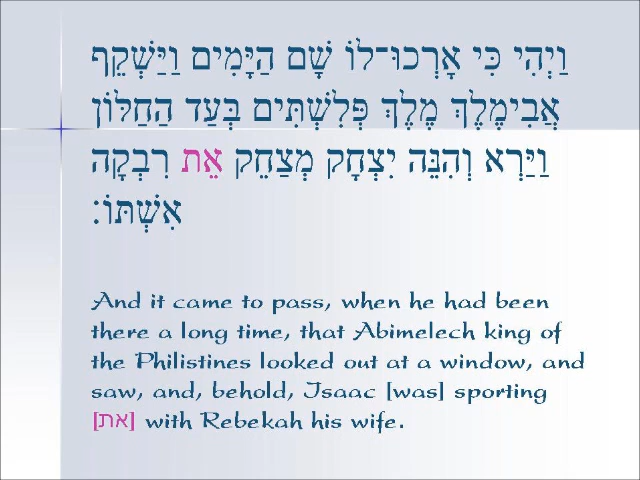 וַיְהִי כִּי אָרְכוּ־לוֹ שָׁם הַיָּמִים וַיַּשְׁקֵף
אֲבִימֶלֶךְ מֶלֶךְ פְּלִשְׁתִּים בְּעַד הַחַלּוֹן
וַיַּרְא וְהִנֵּה יִצְחָק מְצַחֵק אֵת רִבְקָה
אִשְׁתּוֹ׃
And it came to pass, when he had been
there a long time, that Abimelech king of
the Philistines looked out at a window, and
saw, and, behold, Isaac [was] sporting
[את] with Rebekah his wife.